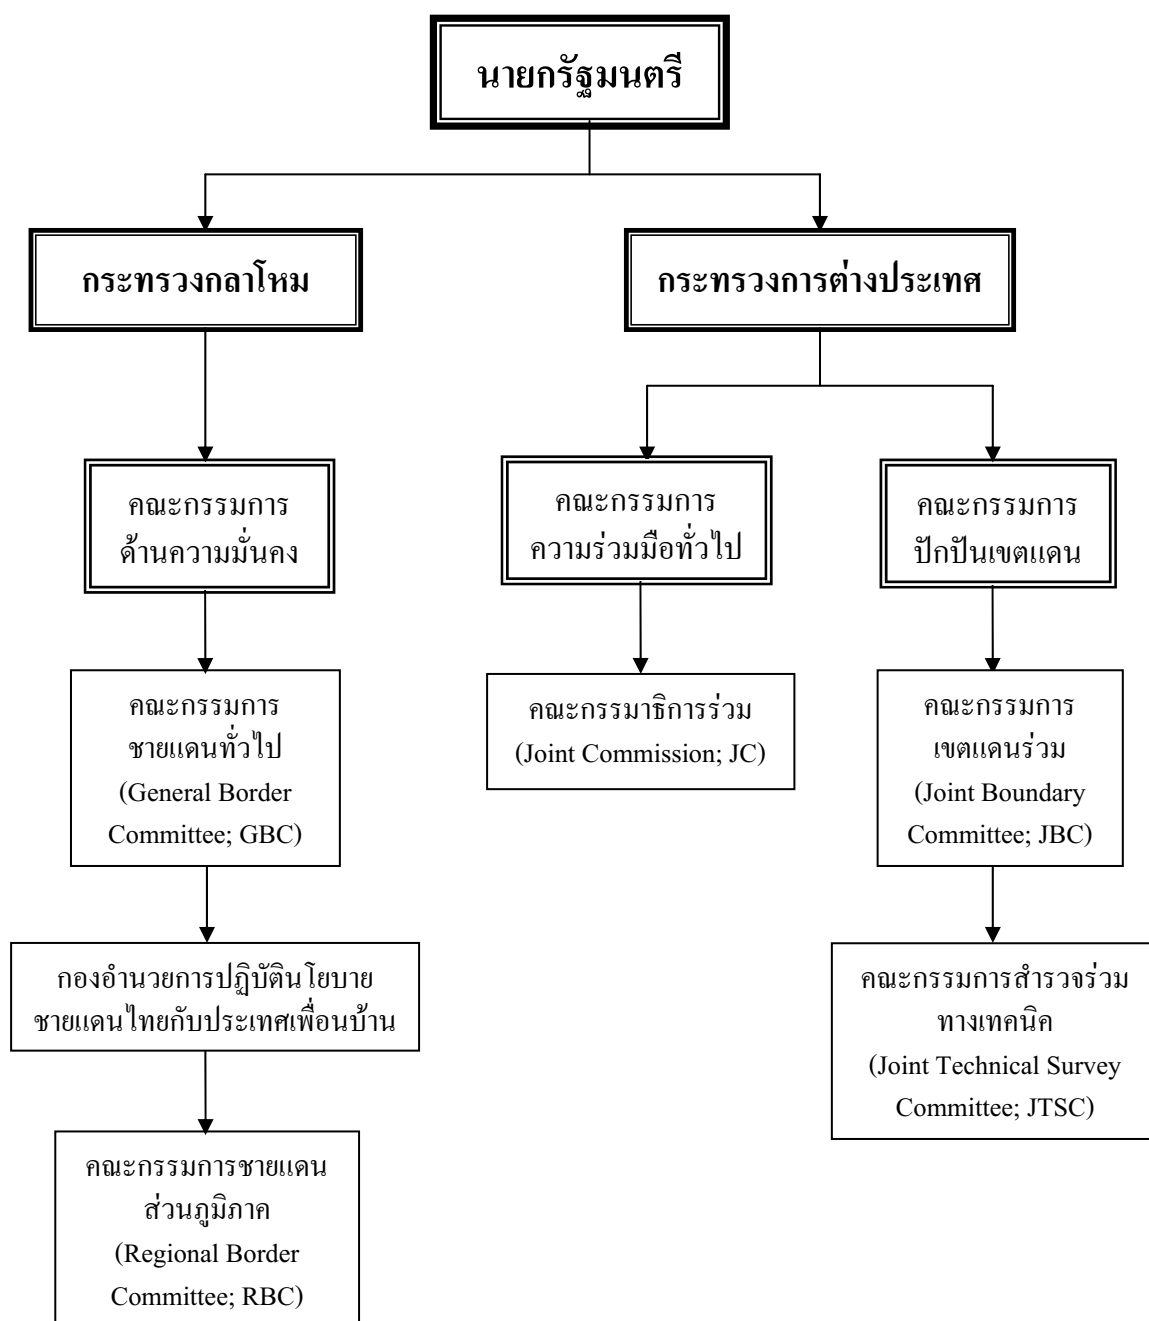 นายกรัฐมนตรี
กระทรวงกลาโหม
กระทรวงการต่างประเทศ
คณะกรรมการ
ด้านความมั่นคง
คณะกรรมการ
ความร่วมมือทั่วไป
คณะกรรมการ
ปักปันเขตแดน
คณะกรรมการ
ชายแดนทั่วไป
(General Border
Committee; GBC)
คณะกรรมาธิการร่วม
(Joint Commission; JC)
คณะกรรมการ
เขตแดนร่วม
(Joint Boundary
Committee; JBC)
กองอำนวยการปฏิบัตินโยบาย
ชายแดนไทยกับประเทศเพื่อนบ้าน
คณะกรรมการสำรวจร่วม
ทางเทคนิค
(Joint Technical Survey
Committee; JTSC)
คณะกรรมการชายแดน
ส่วนภูมิภาค
(Regional Border
Committee; RBC)